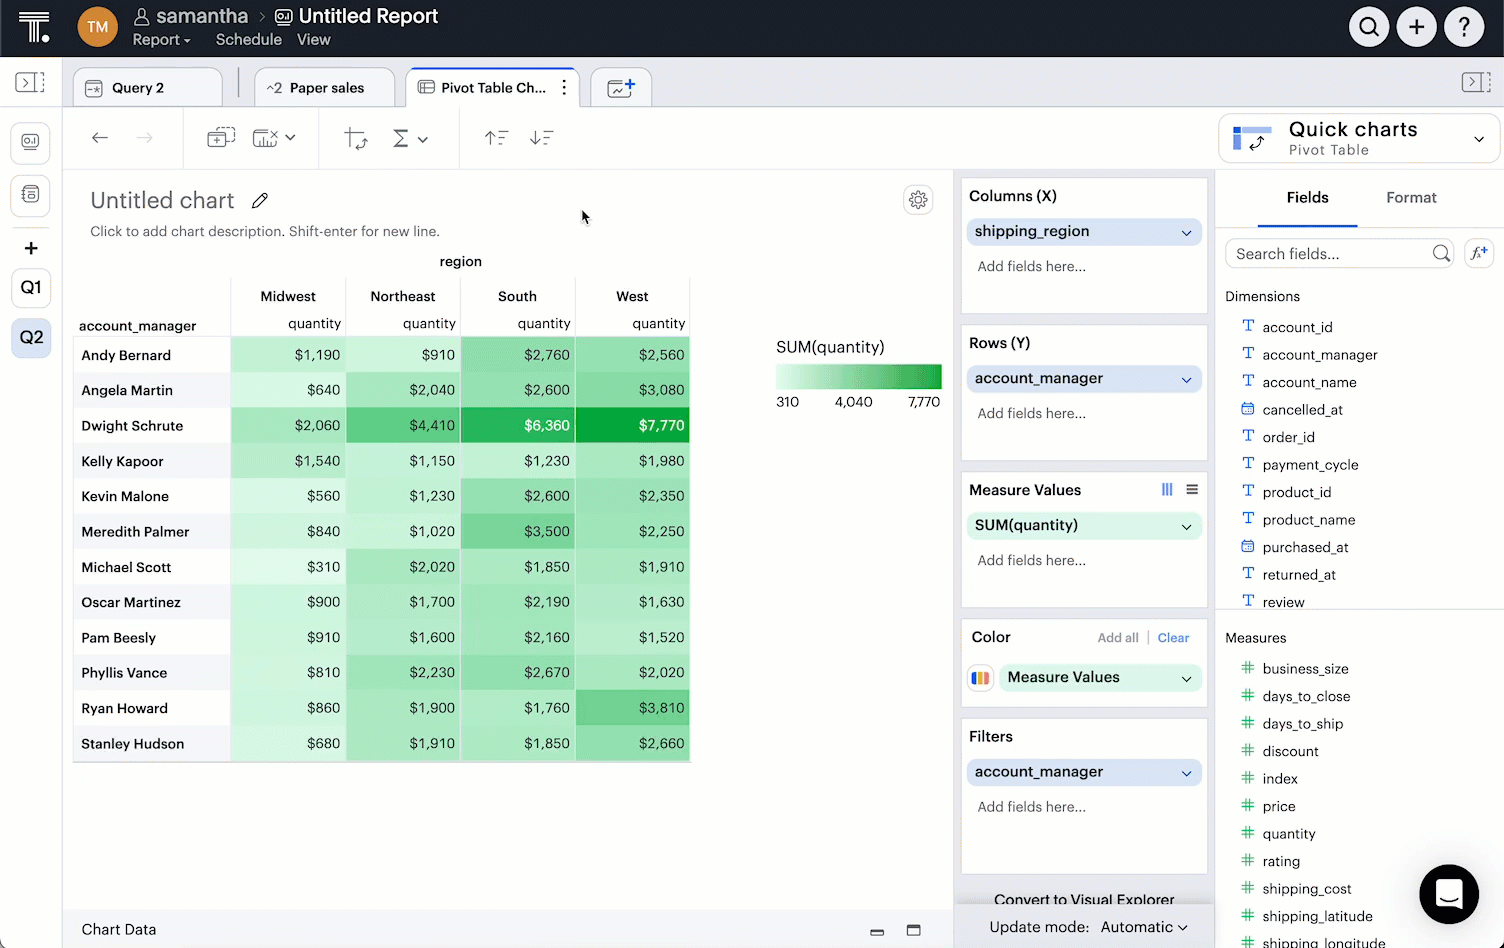 T. TM samantha > Untitled Report
Report Schedule View
Query 2
2 Paper sales
Pivot Table Ch...
Quick charts
Pivot Table
Untitled chart
Click to add chart description. Shift-enter for new line.
Q1
Q2
region
Midwest Northeast South West
account_manager quantity quantity quantity quantity
Andy Bernard $1,190 $910 $2,760 $2,560
Angela Martin $640 $2,040 $2,600 $3,080
Dwight Schrute $2,060 $4,410 $6,360 $7,770
Kelly Kapoor $1,540 $1,150 $1,230 $1,980
Kevin Malone $560 $1,230 $2,600 $2,350
Meredith Palmer $840 $1,020 $3,500 $2,250
Michael Scott $310 $2,020 $1,850 $1,910
Oscar Martinez $900 $1,700 $2,190 $1,630
Pam Beesly $910 $1,600 $2,160 $1,520
Phyllis Vance $810 $2,230 $2,670 $2,020
Ryan Howard $860 $1,900 $1,760 $3,810
Stanley Hudson $680 $1,910 $1,850 $2,660
SUM(quantity)
310 4,040 7,770
Chart Data
Columns (X)
shipping_region
Add fields here...
Rows (Y)
account_manager
Add fields here...
Measure Values
SUM(quantity)
Add fields here...
Color Add all | Clear
Measure Values
Filters
account_manager
Add fields here...
Convert to Visual Explorer
Update mode: Automatic
Fields Format
Search fields...
Dimensions
account_id
account_manager
account_name
cancelled_at
order_id
payment_cycle
product_id
product_name
purchased_at
returned_at
review
Measures
business_size
days_to_close
days_to_ship
discount
index
price
quantity
rating
shipping_cost
shipping_latitude
shipping_longitude